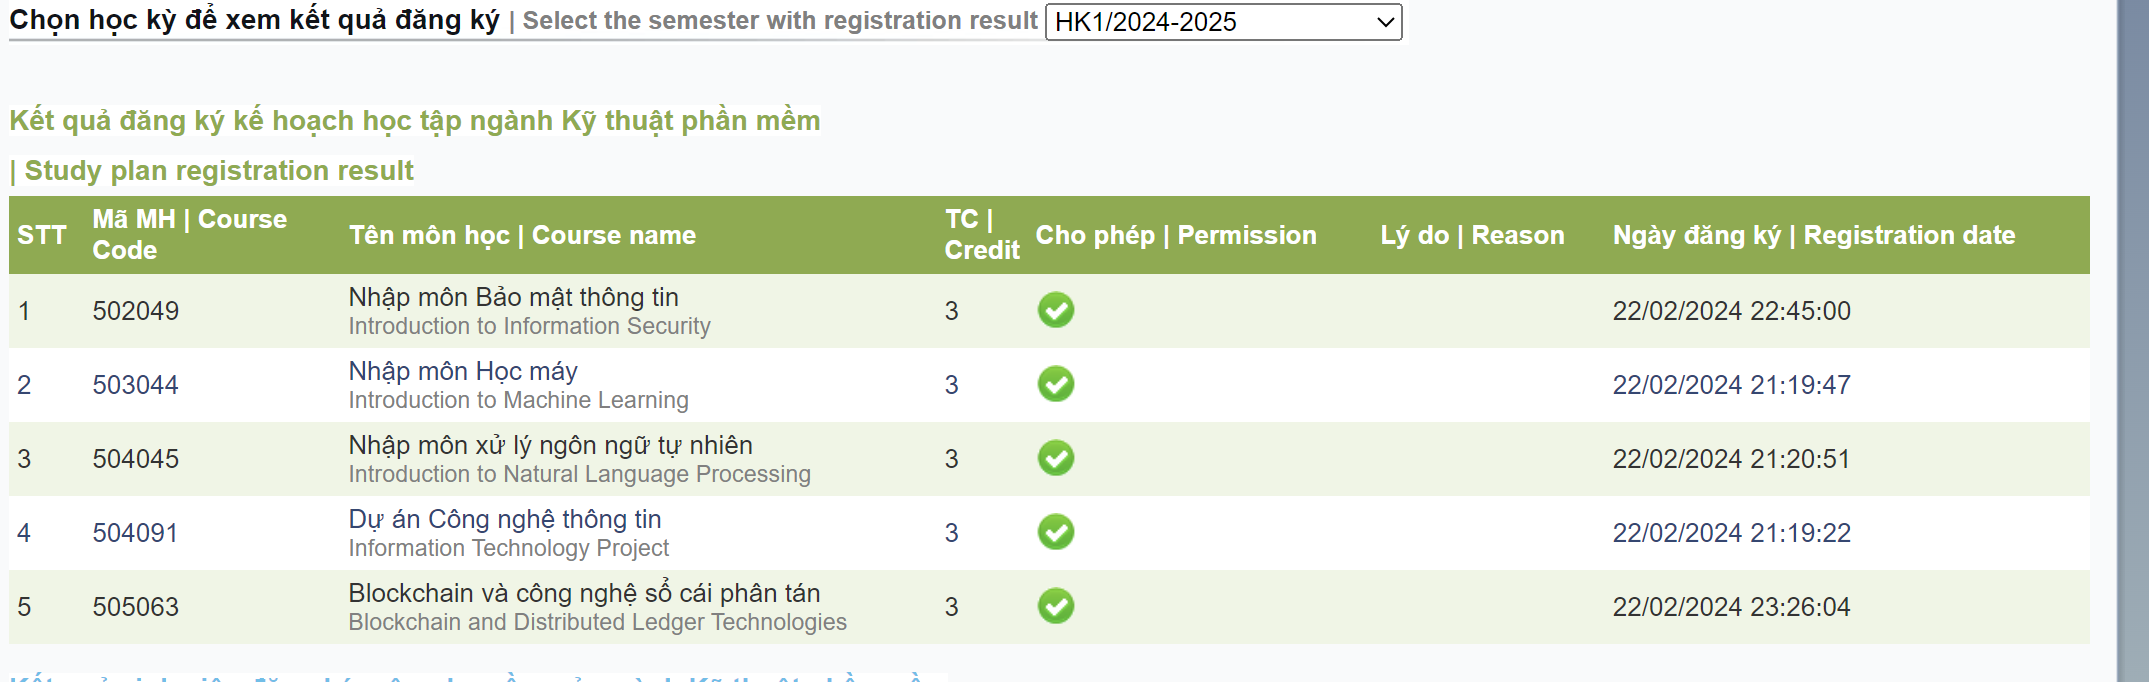 Chọn học kỳ để xem kết quả đăng ký | Select the semester with registration result HK1/2024-2025
Kết quả đăng ký kế hoạch học tập ngành Kỹ thuật phần mềm
| Study plan registration result
STT Mã MH | Course Code Tên môn học | Course name TC | Credit Cho phép | Permission Lý do | Reason Ngày đăng ký | Registration date
1 502049 Nhập môn Bảo mật thông tin 3 22/02/2024 22:45:00
Introduction to Information Security
2 503044 Nhập môn Học máy 3 22/02/2024 21:19:47
Introduction to Machine Learning
3 504045 Nhập môn xử lý ngôn ngữ tự nhiên 3 22/02/2024 21:20:51
Introduction to Natural Language Processing
4 504091 Dự án Công nghệ thông tin 3 22/02/2024 21:19:22
Information Technology Project
5 505063 Blockchain và công nghệ sổ cái phân tán 3 22/02/2024 23:26:04
Blockchain and Distributed Ledger Technologies